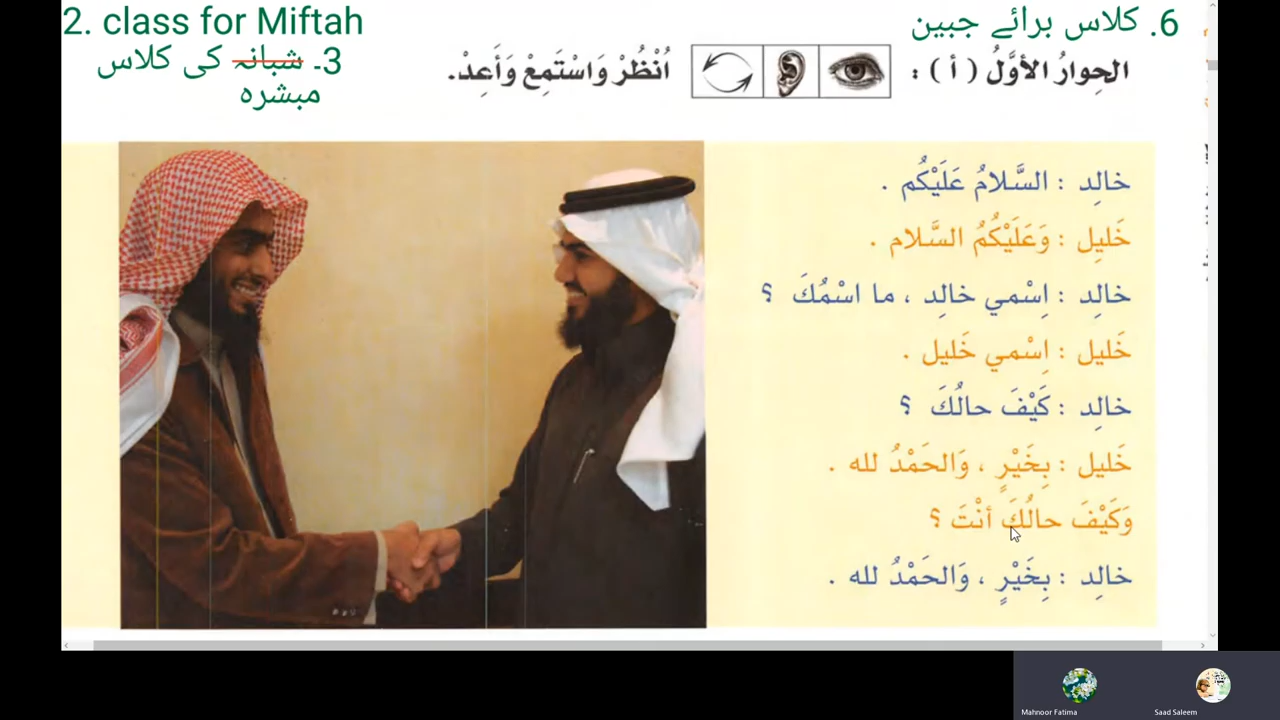 2. class for Miftah
6. کلاس برائے جبین
3۔ شبانہ کی کلاس
مبشرہ
الحِوارُ الأوَّلُ ( أ ) :
اُنْظُرْ وَاسْتَمِعْ وَأَعِدْ.
خالِد : السَّلامُ عَلَيْكُم .
خَليِل : وَعَلَيْكُمُ السَّلام .
خالِد : اِسْمي خالِد ، ما اسْمُكَ ؟
خَليل : اِسْمي خَليل .
خالِد : كَيْفَ حالُكَ ؟
خَليل : بِخَيْرٍ ، وَالحَمْدُ لله .
وَكَيْفَ حالُكَ أنْتَ ؟
خالِد : بِخَيْرٍ ، وَالحَمْدُ لله .
Mahnoor Fatima
Saad Saleem